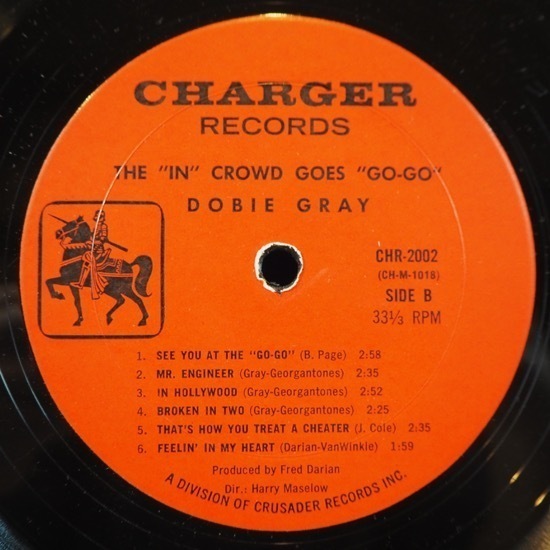 CHARGER
RECORDS
THE "IN" CROWD GOES "GO-GO"
DOBIE GRAY
CHR-2002
(CH-M-1018)
SIDE B
33⅓ RPM
1. SEE YOU AT THE "GO-GO" (B. Page) 2:58
2. MR. ENGINEER (Gray-Georgantones) 2:35
3. IN HOLLYWOOD (Gray-Georgantones) 2:52
4. BROKEN IN TWO (Gray-Georgantones) 2:25
5. THAT'S HOW YOU TREAT A CHEATER (J. Cole) 2:35
6. FEELIN' IN MY HEART (Darian-VanWinkle) 1:59
Produced by Fred Darian
Dir.: Harry Maselow
A DIVISION OF CRUSADER RECORDS INC.